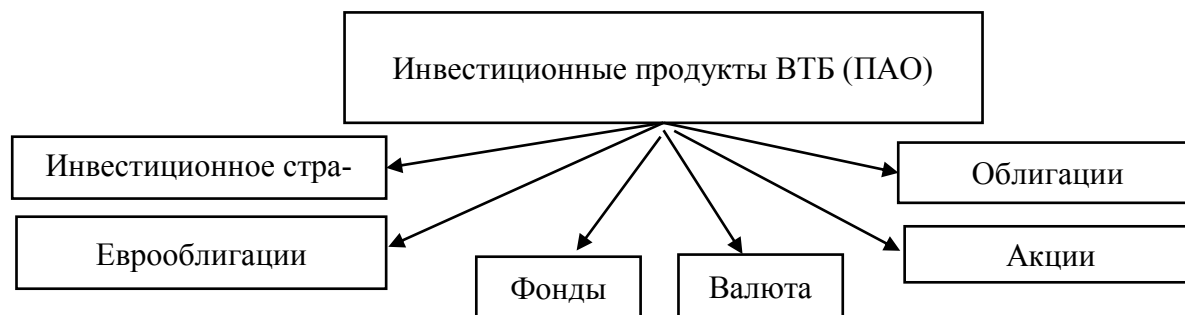 Инвестиционные продукты ВТБ (ПАО)
Инвестиционное стра-
Облигации
Еврооблигации
Акции
Фонды
Валюта